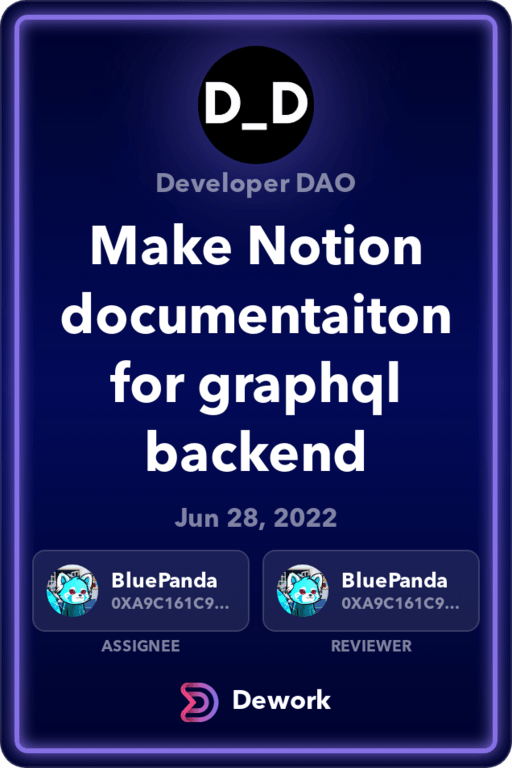 D_D
Developer DAO
Make Notion
documentaiton
for graphql
backend
Jun 28, 2022
BluePanda
0XA9C161C9...
ASSIGNEE
BluePanda
0XA9C161C9...
REVIEWER
Dework